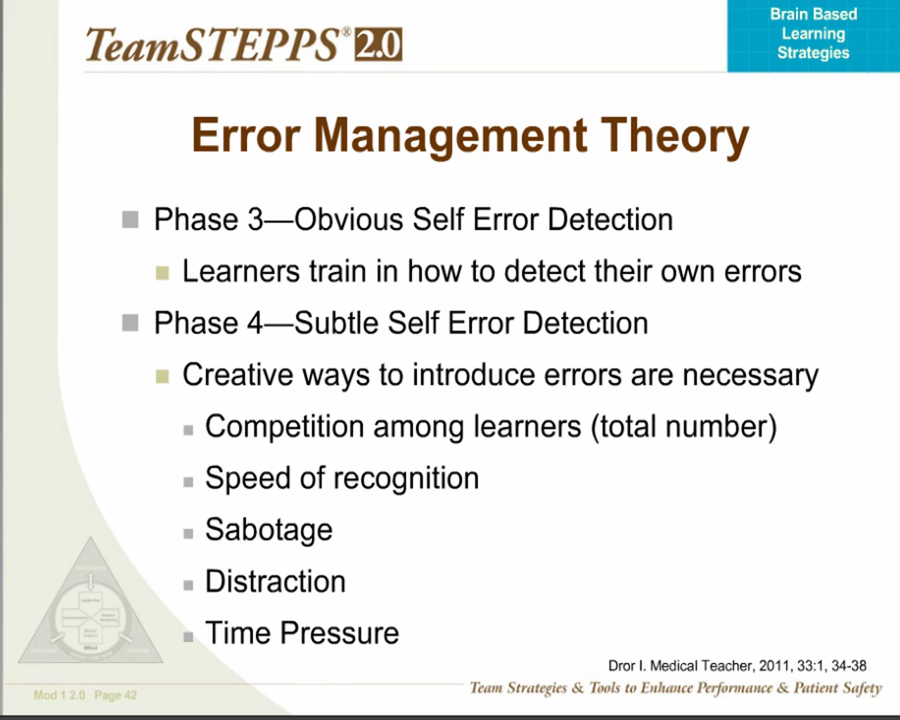 TeamSTEPPS® 2.0
Brain Based
Learning
Strategies
Error Management Theory
Phase 3—Obvious Self Error Detection
Learners train in how to detect their own errors
Phase 4—Subtle Self Error Detection
Creative ways to introduce errors are necessary
Competition among learners (total number)
Speed of recognition
Sabotage
Distraction
Time Pressure
Dror I. Medical Teacher, 2011, 33:1, 34-38
Mod 1 2.0 Page 42
Team Strategies & Tools to Enhance Performance & Patient Safety